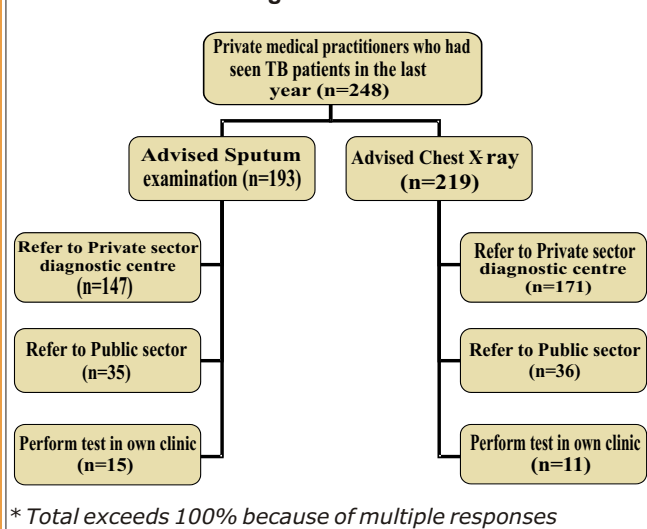 Private medical practitioners who had
seen TB patients in the last
year (n=248)
Advised Sputum
examination (n=193)
Advised Chest X ray
(n=219)
Refer to Private sector
diagnostic centre
(n=147)
Refer to Private sector
diagnostic centre
(n=171)
Refer to Public sector
(n=35)
Refer to Public sector
(n=36)
Perform test in own clinic
(n=15)
Perform test in own clinic
(n=11)
* Total exceeds 100% because of multiple responses